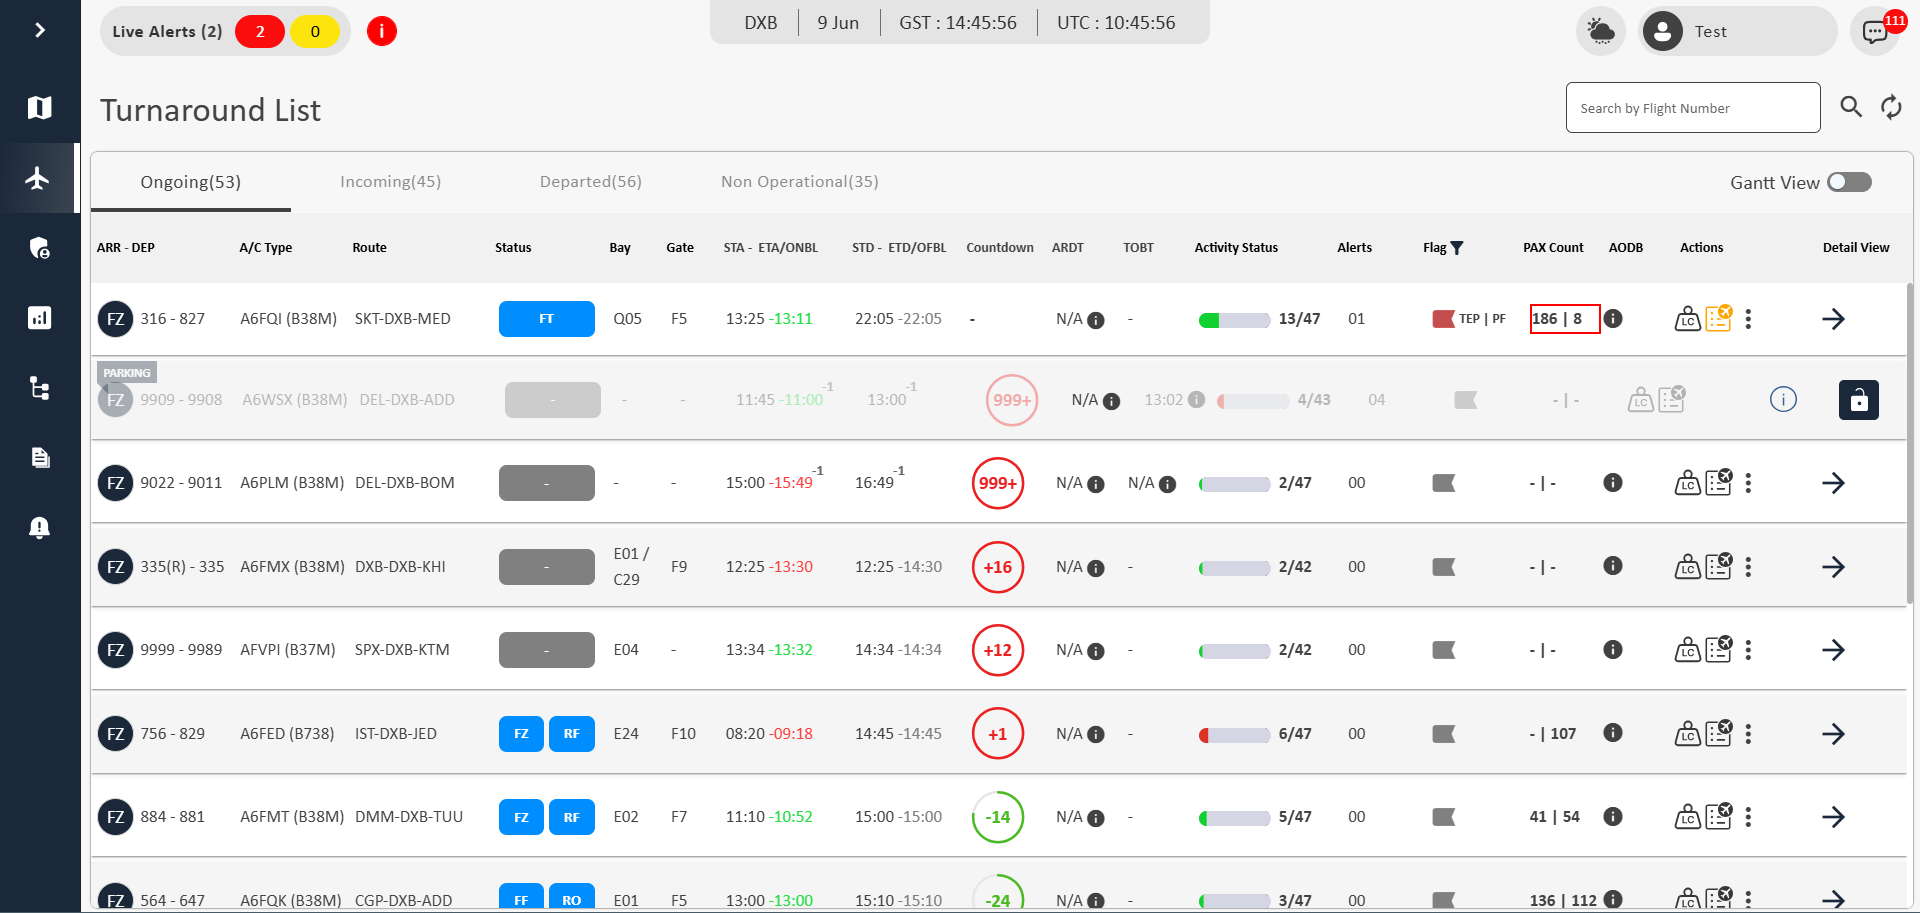 Live Alerts (2) 2 0 i
DXB 9 Jun GST : 14:45:56 UTC : 10:45:56
Test 111
Turnaround List
Search by Flight Number
Ongoing(53) Incoming(45) Departed(56) Non Operational(35) Gantt View
ARR - DEP A/C Type Route Status Bay Gate STA - ETA/ONBL STD - ETD/OFBL Countdown ARDT TOBT Activity Status Alerts Flag PAX Count AODB Actions Detail View
FZ 316 - 827 A6FQI (B38M) SKT-DXB-MED FT Q05 F5 13:25 -13:11 22:05 -22:05 - N/A i - 13/47 01 TEP | PF 186 | 8 i LC
PARKING
FZ 9909 - 9908 A6WSX (B38M) DEL-DXB-ADD - - - 11:45 -11:00 -1 13:00 -1 999+ N/A i 13:02 i 4/43 04 - | - LC i
FZ 9022 - 9011 A6PLM (B38M) DEL-DXB-BOM - - - 15:00 -15:49 -1 16:49 -1 999+ N/A i N/A i 2/47 00 - | - i LC
FZ 335(R) - 335 A6FMX (B38M) DXB-DXB-KHI - E01 / C29 F9 12:25 -13:30 12:25 -14:30 +16 N/A i - 2/42 00 - | - i LC
FZ 9999 - 9989 AFVPI (B37M) SPX-DXB-KTM - E04 - 13:34 -13:32 14:34 -14:34 +12 N/A i - 2/42 00 - | - i LC
FZ 756 - 829 A6FED (B738) IST-DXB-JED FZ RF E24 F10 08:20 -09:18 14:45 -14:45 +1 N/A i - 6/47 00 - | 107 i LC
FZ 884 - 881 A6FMT (B38M) DMM-DXB-TUU FZ RF E02 F7 11:10 -10:52 15:00 -15:00 -14 N/A i - 5/47 00 41 | 54 i LC
FZ 564 - 647 A6FQK (B38M) CGP-DXB-ADD FF RO E01 F5 13:00 -13:00 15:10 -15:10 -24 N/A i - 3/47 00 136 | 112 i LC